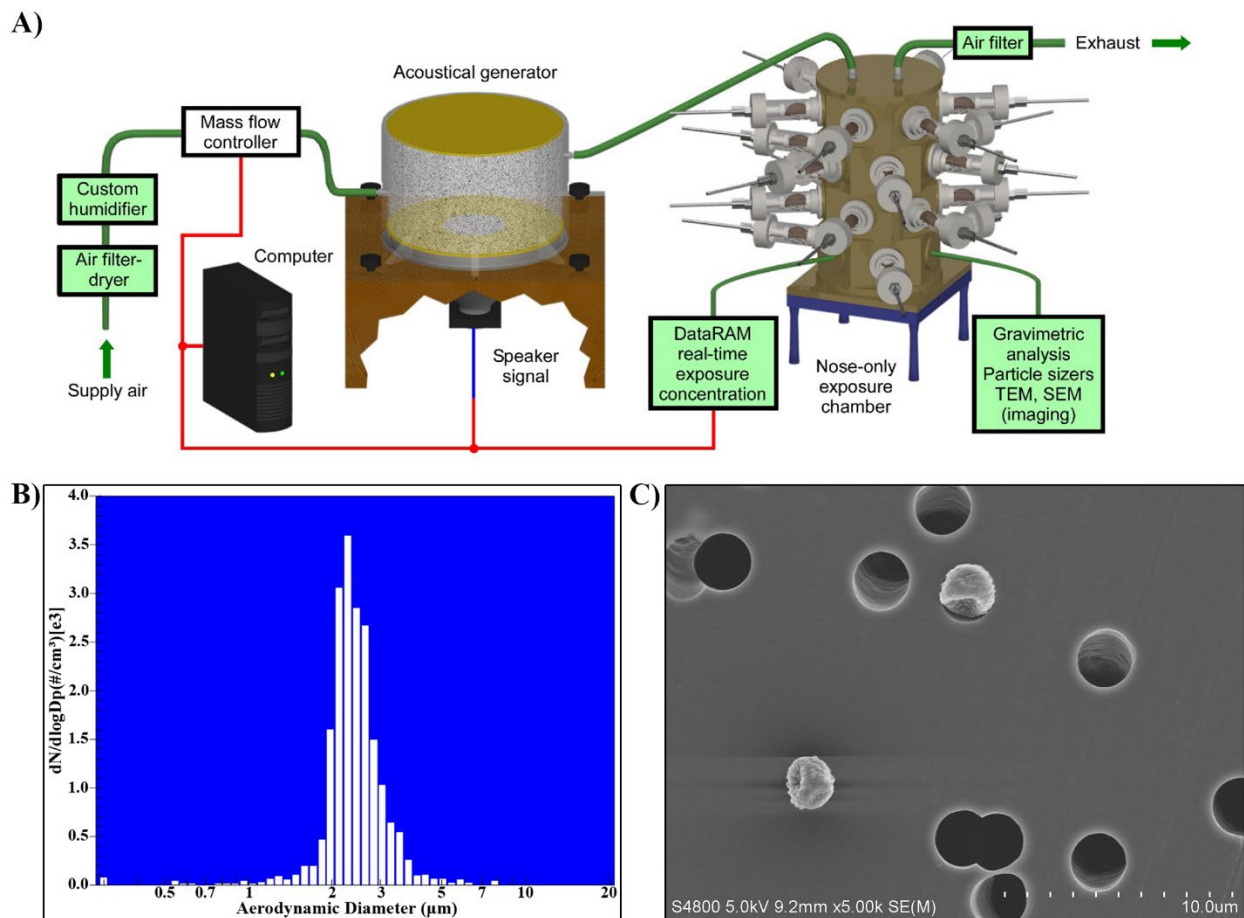 A)
Air filter
Exhaust
Acoustical generator
Mass flow
controller
Custom
humidifier
Air filter-
dryer
Computer
Supply air
Speaker
signal
DataRAM
real-time
exposure
concentration
Nose-only
exposure
chamber
Gravimetric
analysis
Particle sizers
TEM, SEM
(imaging)
B)
dN/dlogDp(#/cm³)[e3]
4.0
3.5
3.0
2.5
2.0
1.5
1.0
0.5
0.0
0.5 0.7 1 2 3 5 7 10 20
Aerodynamic Diameter (µm)
C)
S4800 5.0kV 9.2mm x5.00k SE(M)
10.0um